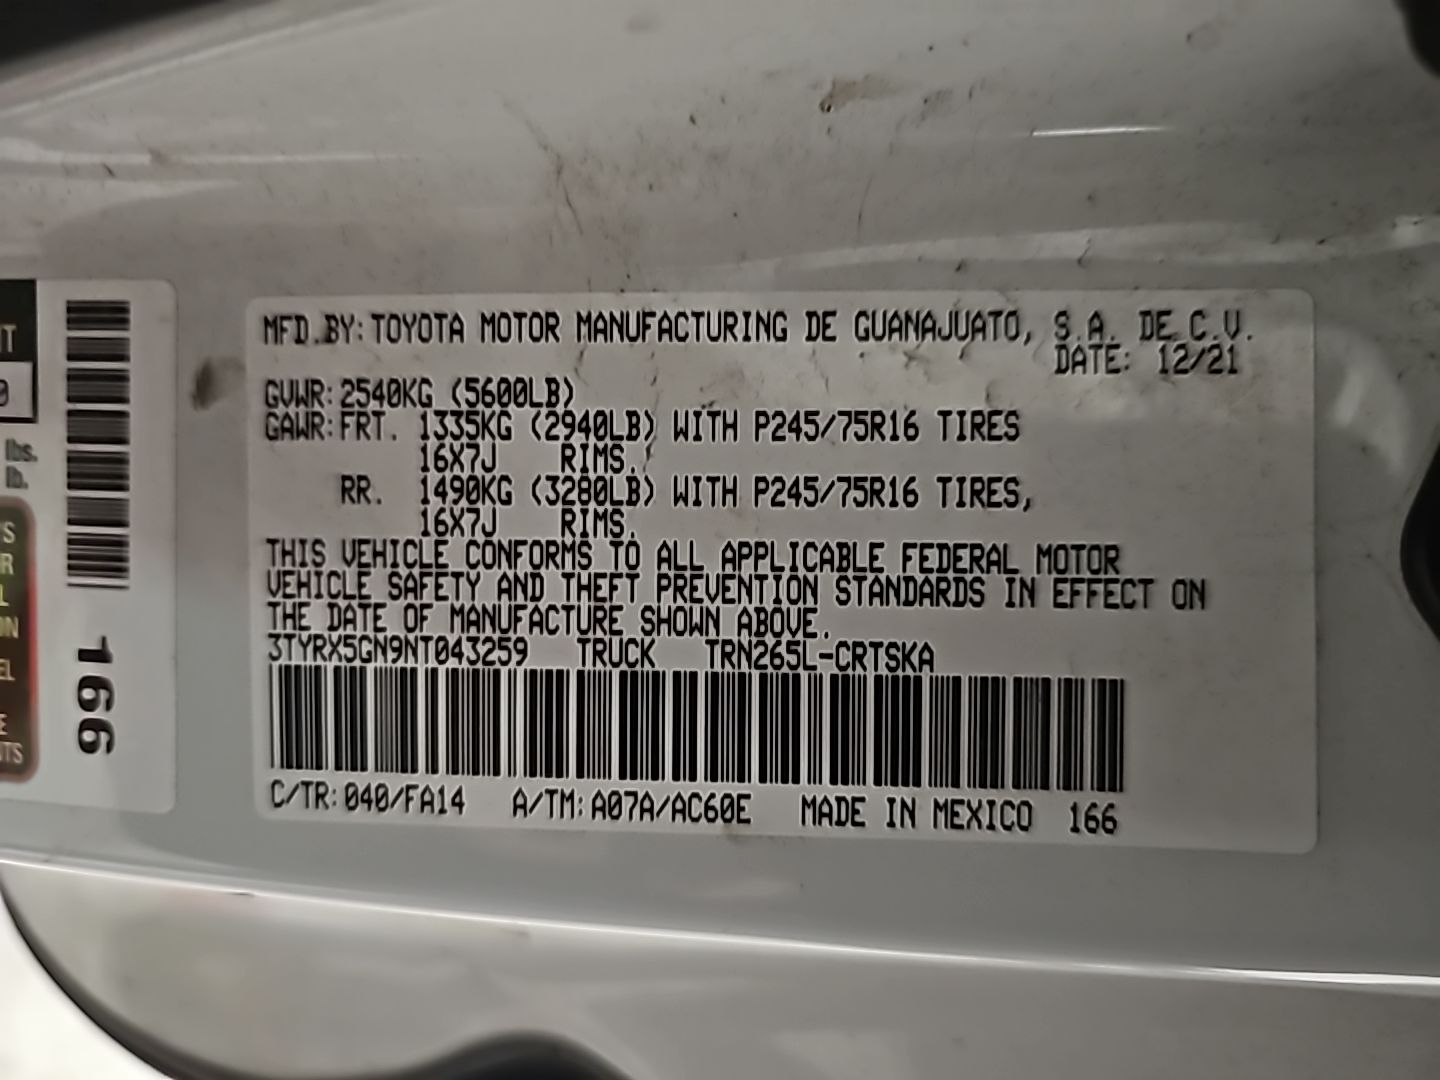 MFD.BY:TOYOTA MOTOR MANUFACTURING DE GUANAJUATO, S.A. DE C.V.
DATE: 12/21
GVWR:2540KG (5600LB)
GAWR:FRT. 1335KG (2940LB) WITH P245/75R16 TIRES
16X7J RIMS,
RR. 1490KG (3280LB) WITH P245/75R16 TIRES,
16X7J RIMS.
THIS VEHICLE CONFORMS TO ALL APPLICABLE FEDERAL MOTOR
VEHICLE SAFETY AND THEFT PREVENTION STANDARDS IN EFFECT ON
THE DATE OF MANUFACTURE SHOWN ABOVE.
3TYRX5GN9NT043259 TRUCK TRN265L-CRTSKA
C/TR:040/FA14 A/TM:A07A/AC60E MADE IN MEXICO 166
166
lbs.
lb.